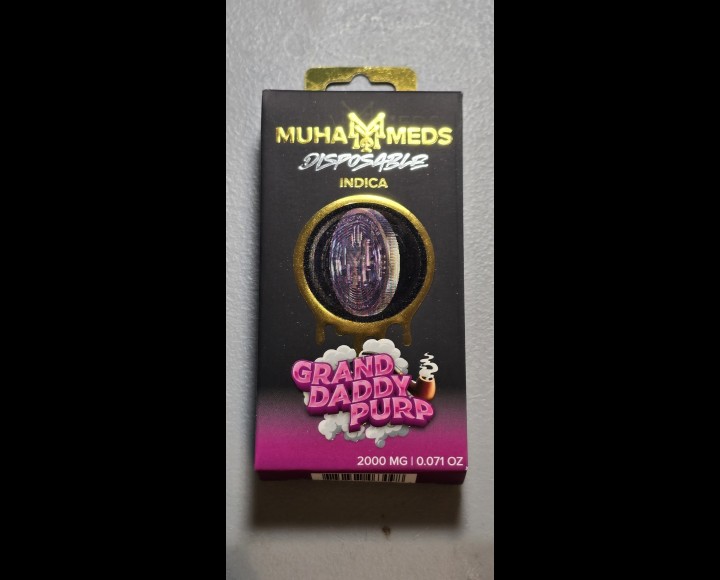 MUHA MEDS
DISPOSABLE
INDICA
GRAND
DADDY
PURP
2000 MG | 0.071 OZ